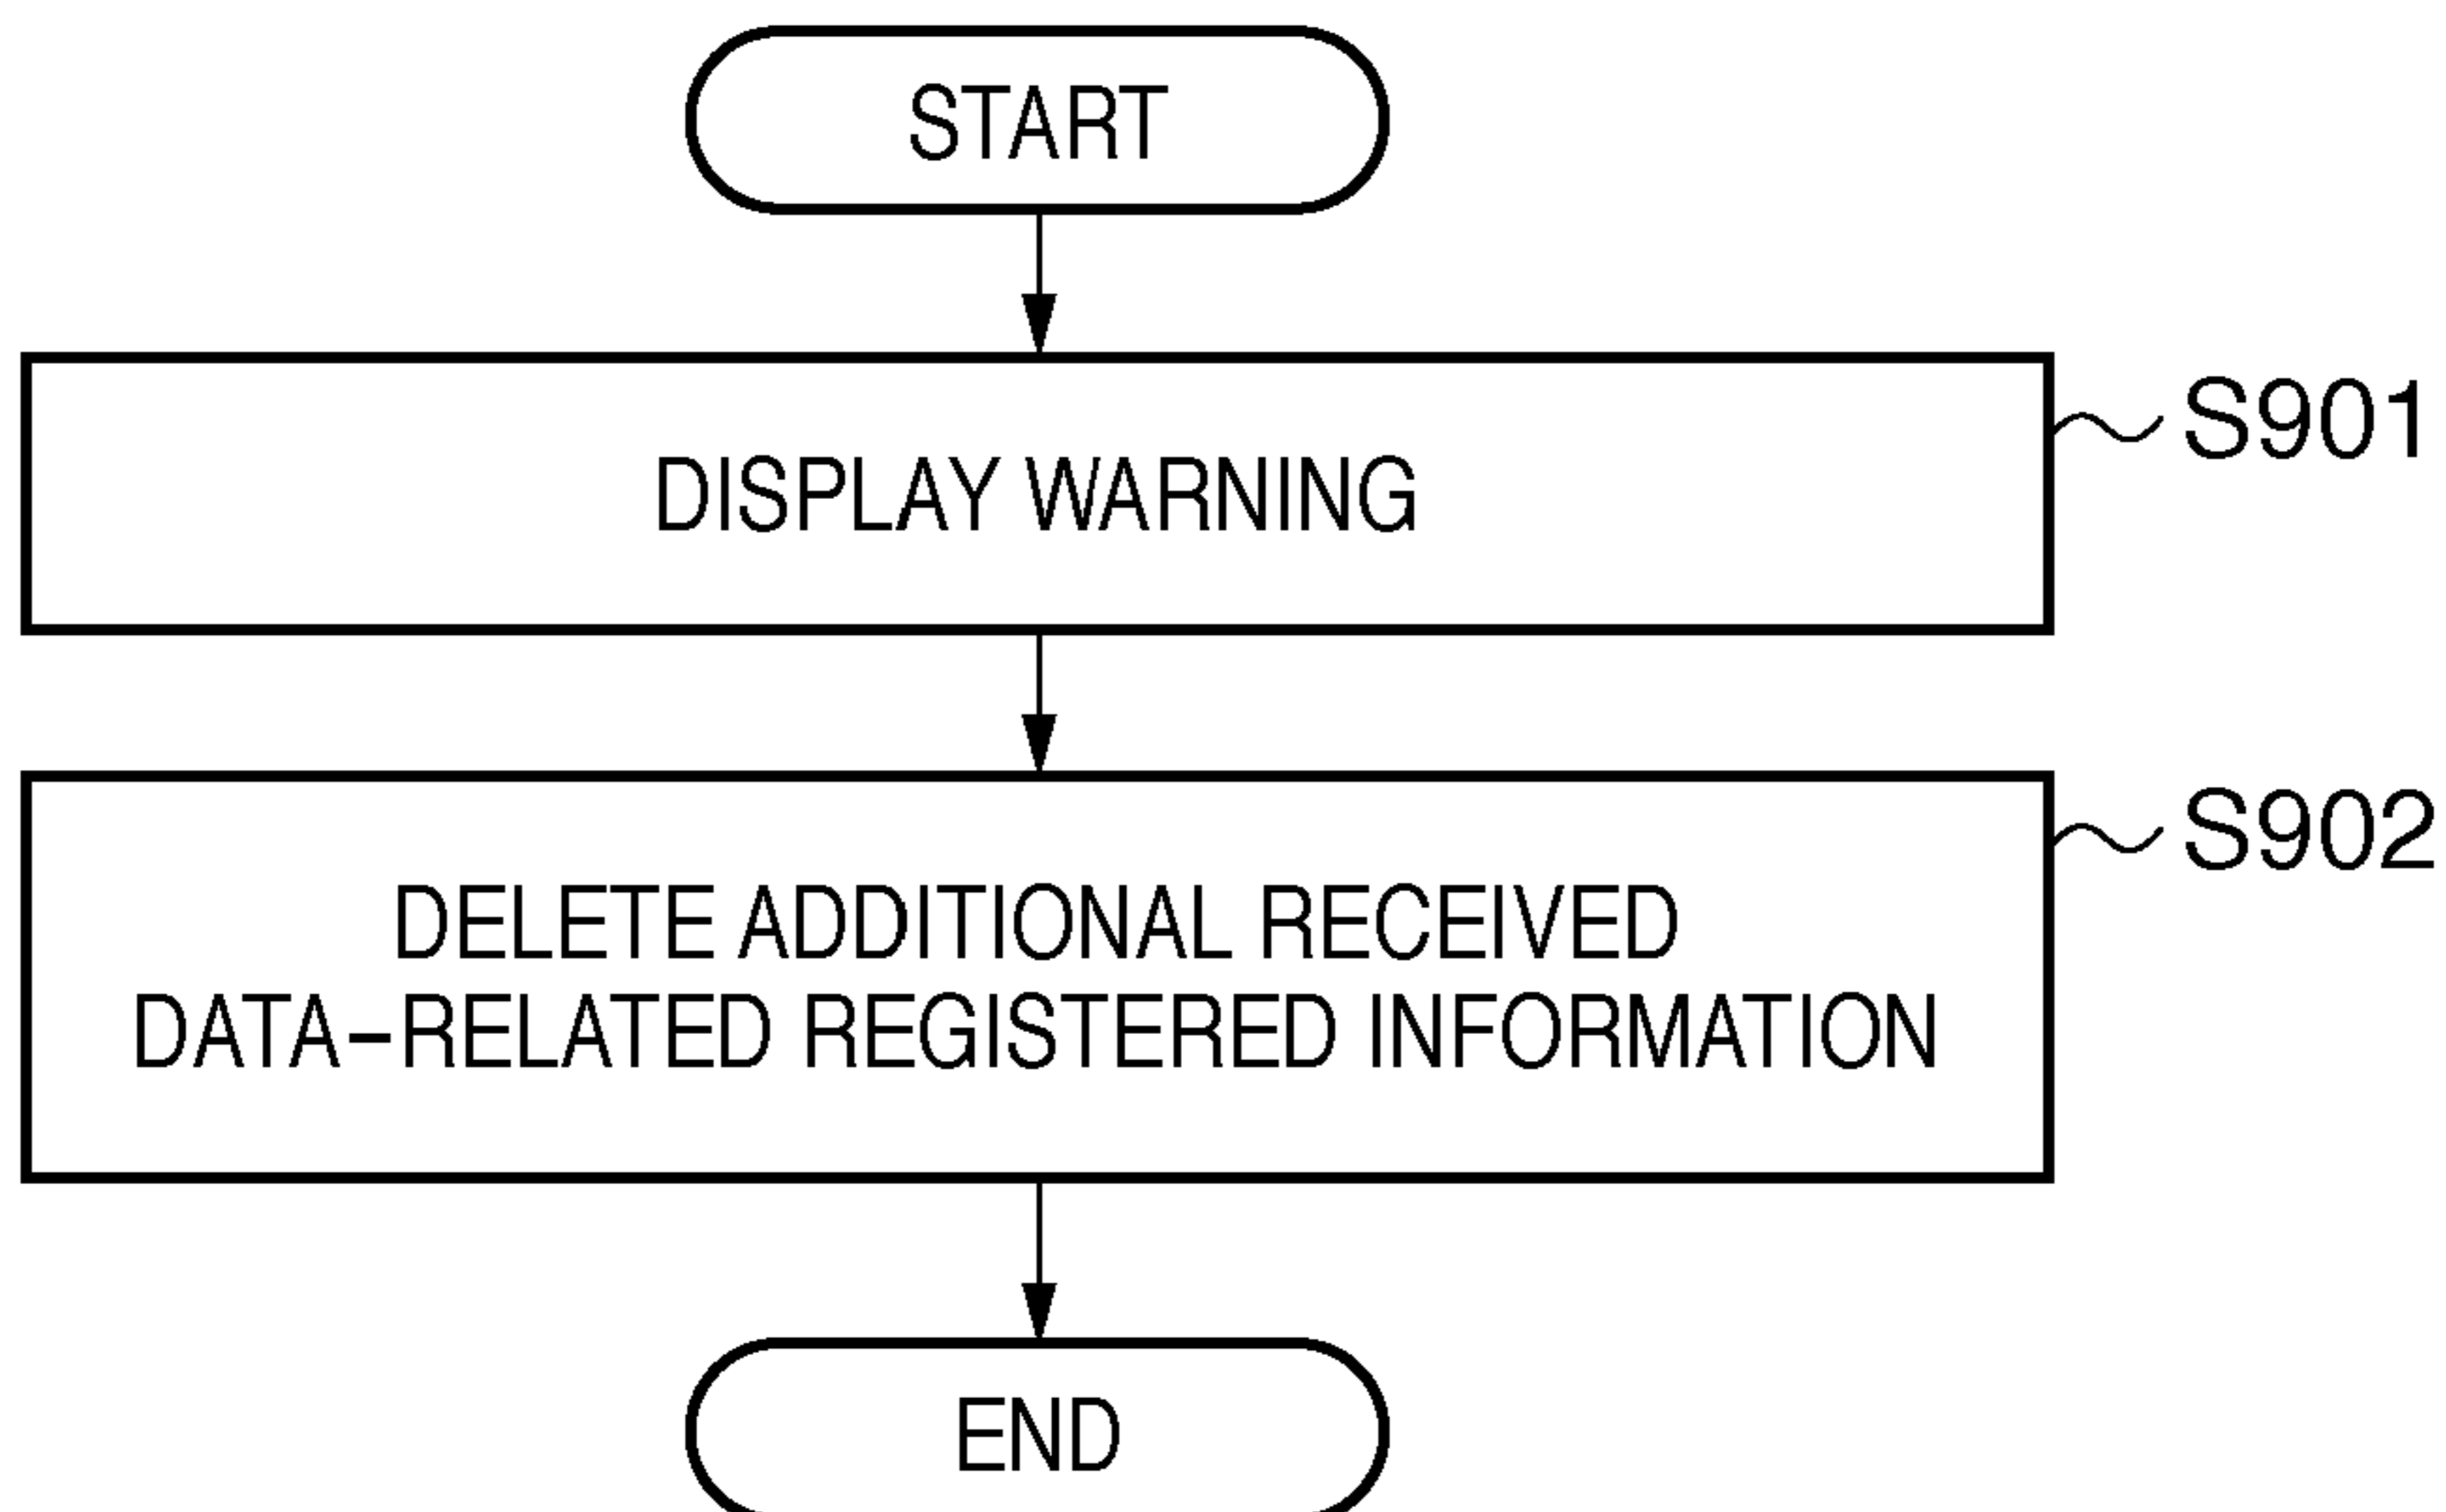 START
DISPLAY WARNING
S901
DELETE ADDITIONAL RECEIVED
DATA-RELATED REGISTERED INFORMATION
S902
END